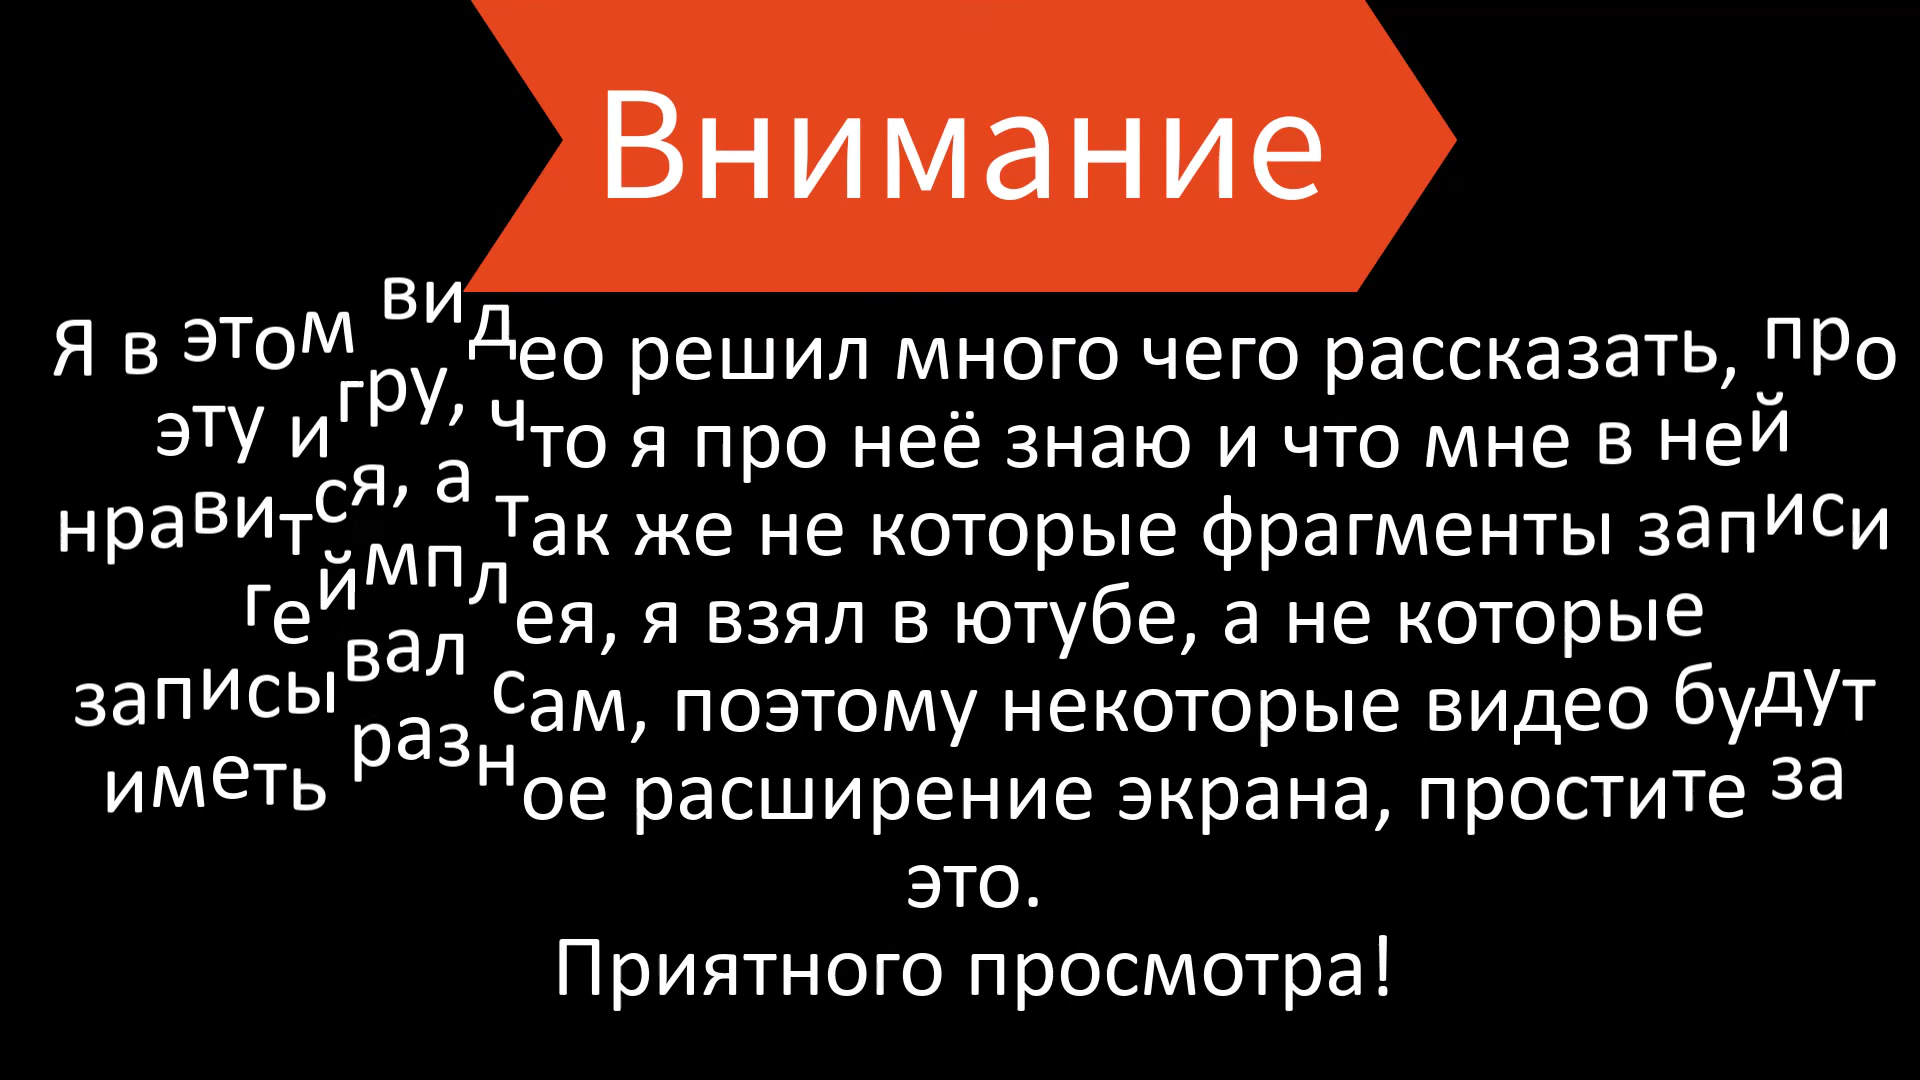 Внимание
Я в этом видео решил много чего рассказать, про
эту игру, что я про неё знаю и что мне в ней
нравится, а так же не которые фрагменты записи
геймплея, я взял в ютубе, а не которые
записывал сам, поэтому некоторые видео будут
иметь разное расширение экрана, простите за
это.
Приятного просмотра!